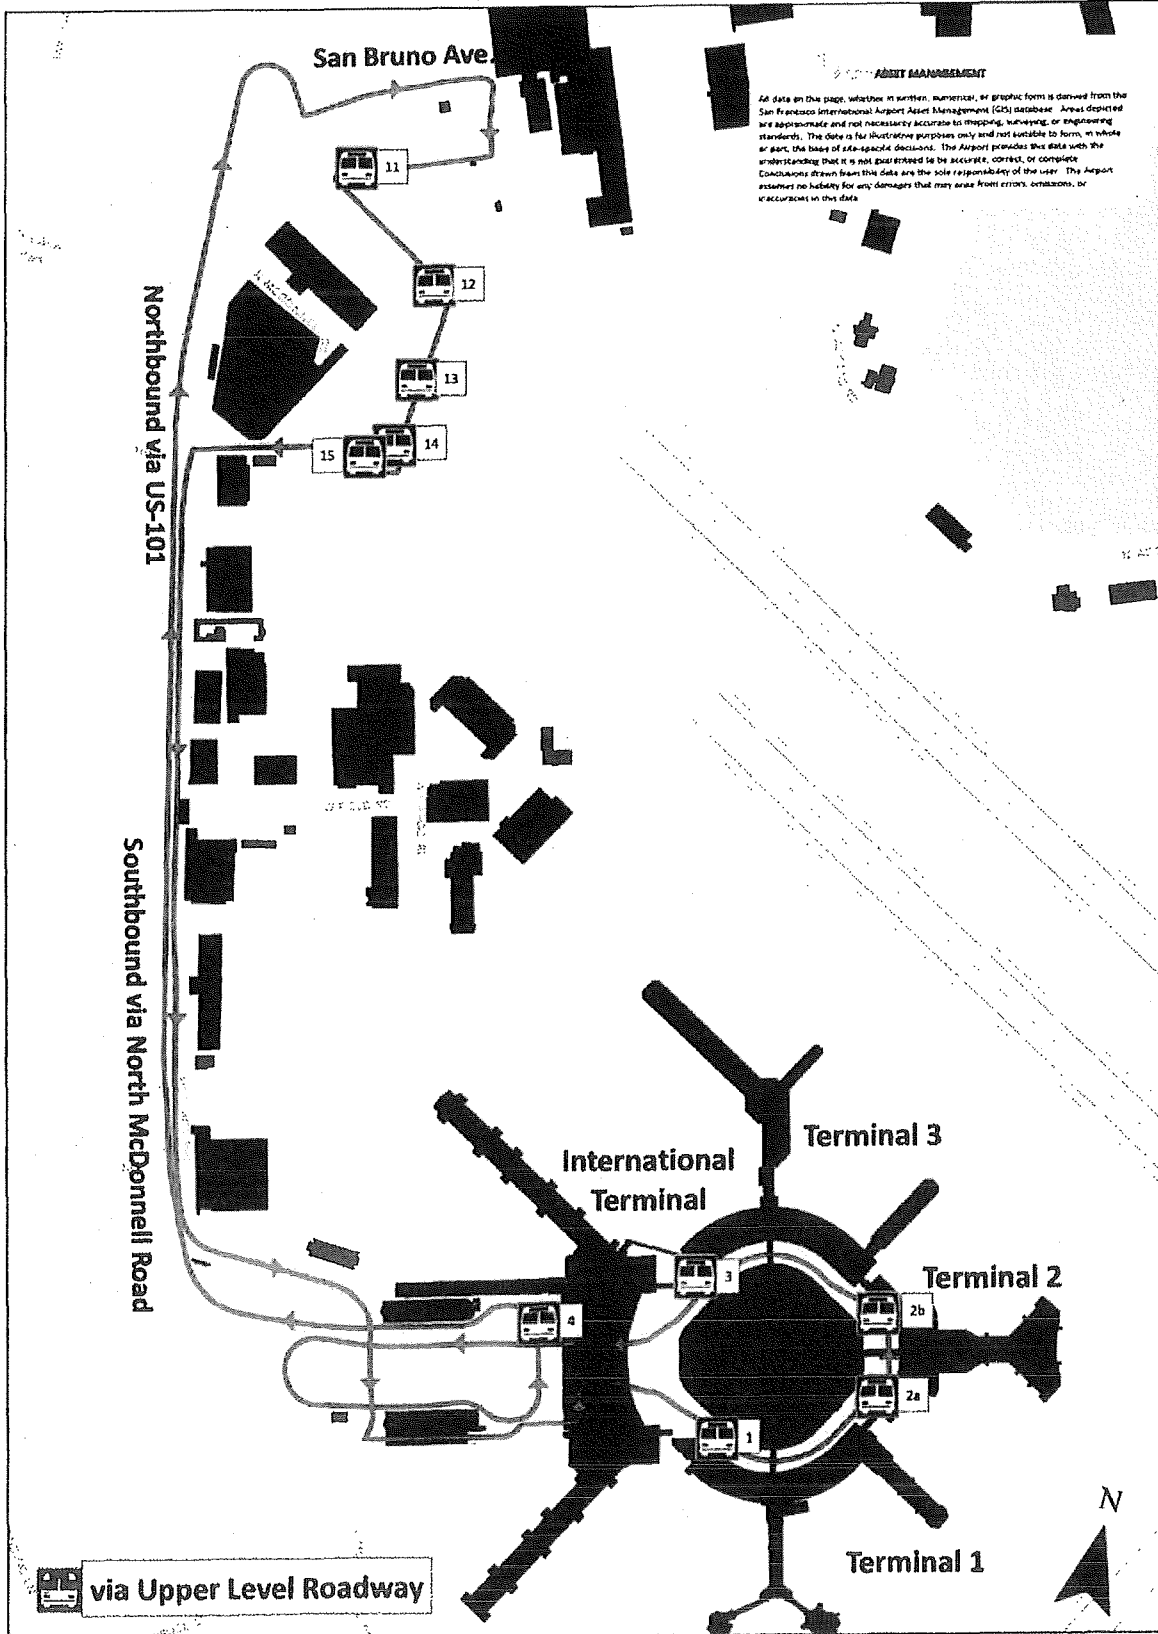 San Bruno Ave.
ASSET MANAGEMENT
All data on this page, whether in written, numerical, or graphic form is derived from the
San Francisco International Airport Asset Management (GIS) database. Areas depicted
are approximate and not necessarily accurate to mapping, surveying, or engineering
standards. The data is for illustrative purposes only and not suitable to form, in whole
or part, the basis of site-specific decisions. The Airport provides this data with the
understanding that it is not guaranteed to be accurate, correct, or complete
Conclusions drawn from this data are the sole responsibility of the user. The Airport
assumes no liability for any damages that may arise from errors, omissions, or
inaccuracies in this data
11
12
13
14
15
Northbound via US-101
Southbound via North McDonnell Road
Terminal 3
International
Terminal
3
Terminal 2
2b
4
2a
1
N
Terminal 1
via Upper Level Roadway